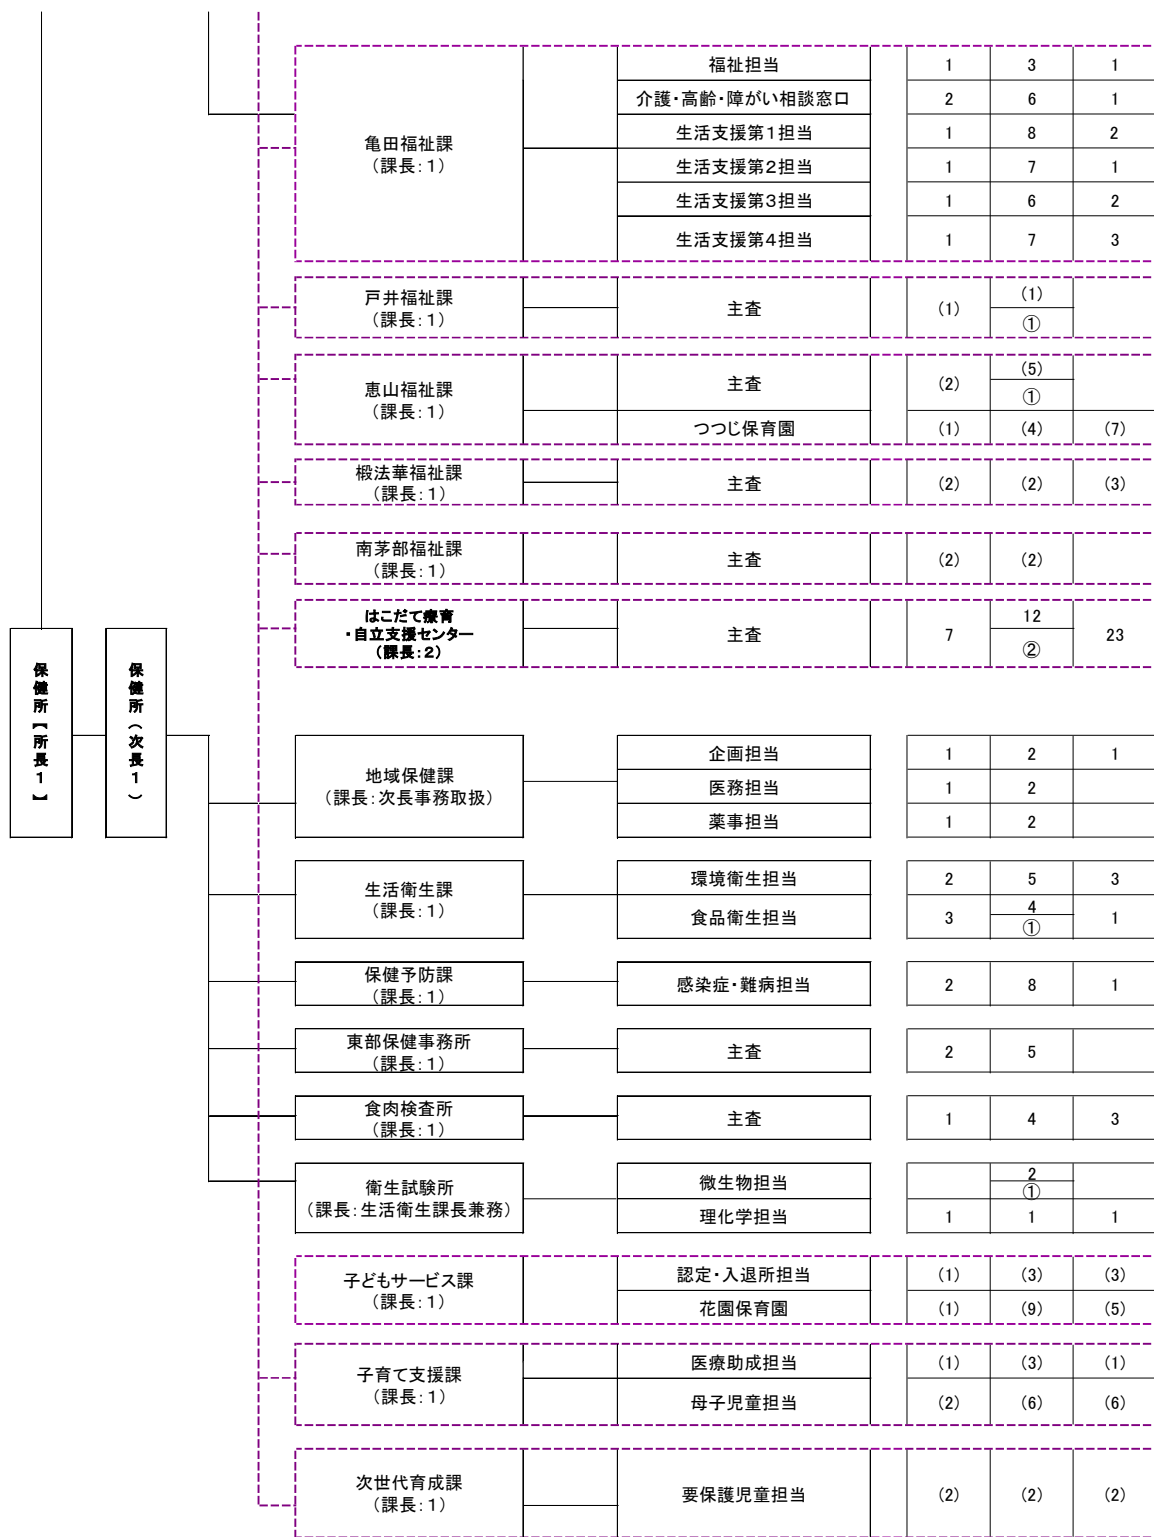 亀田福祉課
(課長:1)
福祉担当 1 3 1
介護・高齢・障がい相談窓口 2 6 1
生活支援第1担当 1 8 2
生活支援第2担当 1 7 1
生活支援第3担当 1 6 2
生活支援第4担当 1 7 3
戸井福祉課
(課長:1)
主査 (1) (1)
①
恵山福祉課
(課長:1)
主査 (2) (5)
①
つつじ保育園 (1) (4) (7)
椴法華福祉課
(課長:1)
主査 (2) (2) (3)
南茅部福祉課
(課長:1)
主査 (2) (2)
はこだて療育
・自立支援センター
(課長:2)
主査 7 12 23
②
保健所【所長1】
保健所(次長1)
地域保健課
(課長:次長事務取扱)
企画担当 1 2 1
医務担当 1 2
薬事担当 1 2
生活衛生課
(課長:1)
環境衛生担当 2 5 3
食品衛生担当 3 4 1
①
保健予防課
(課長:1)
感染症・難病担当 2 8 1
東部保健事務所
(課長:1)
主査 2 5
食肉検査所
(課長:1)
主査 1 4 3
衛生試験所
(課長:生活衛生課長兼務)
微生物担当 2
①
理化学担当 1 1 1
子どもサービス課
(課長:1)
認定・入退所担当 (1) (3) (3)
花園保育園 (1) (9) (5)
子育て支援課
(課長:1)
医療助成担当 (1) (3) (1)
母子児童担当 (2) (6) (6)
次世代育成課
(課長:1)
要保護児童担当 (2) (2) (2)